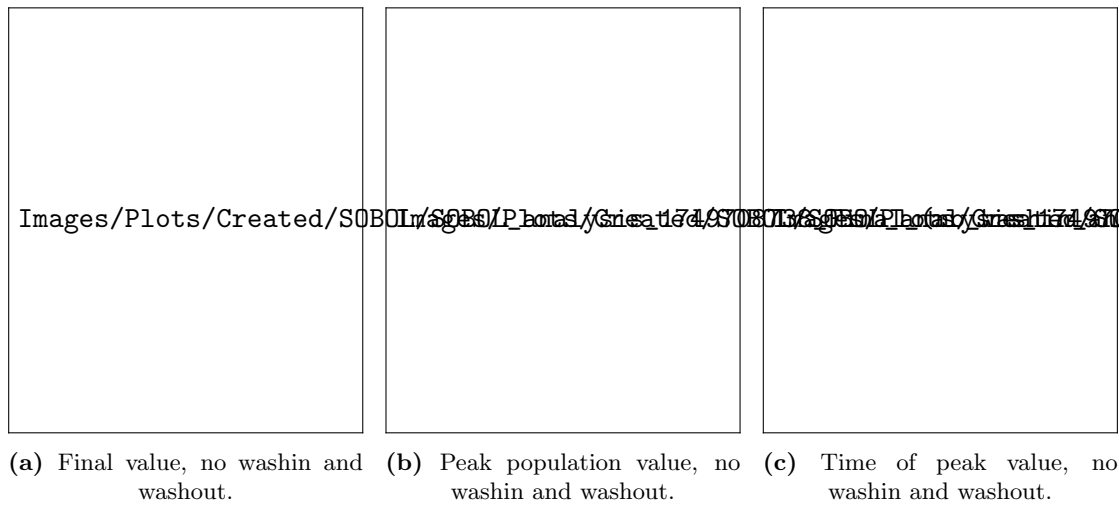 Images/Plots/Created/SOBOL/
(a) Final value, no washin and
washout.
(b) Peak population value, no
washin and washout.
(c) Time of peak value, no
washin and washout.